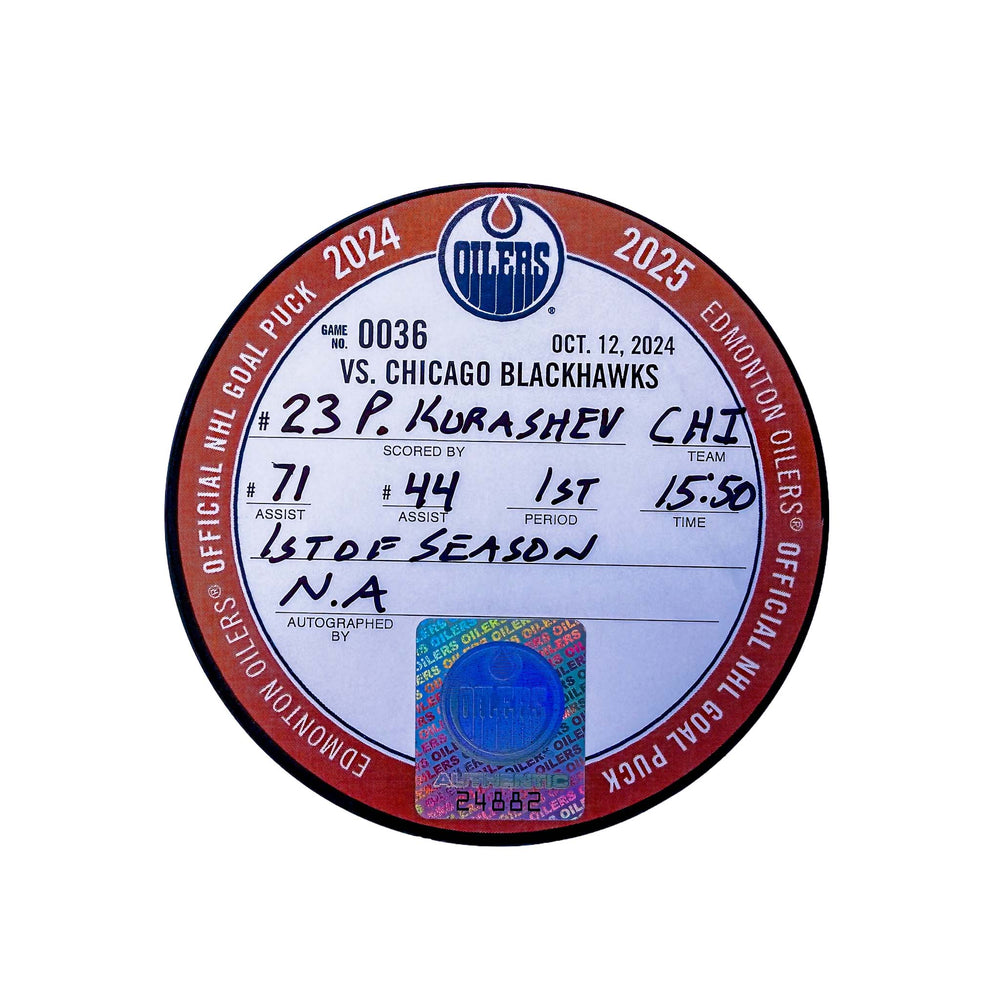 2024
2025
EDMONTON OILERS® OFFICIAL NHL GOAL PUCK
EDMONTON OILERS® OFFICIAL NHL GOAL PUCK
OILERS
®
GAME NO. 0036
OCT. 12, 2024
VS. CHICAGO BLACKHAWKS
# 23 P. KURASHEV CHI
SCORED BY TEAM
# 71 # 44 1ST 15:50
ASSIST ASSIST PERIOD TIME
1ST OF SEASON
N.A
AUTOGRAPHED BY
OILERS
AUTHENTIC
24882